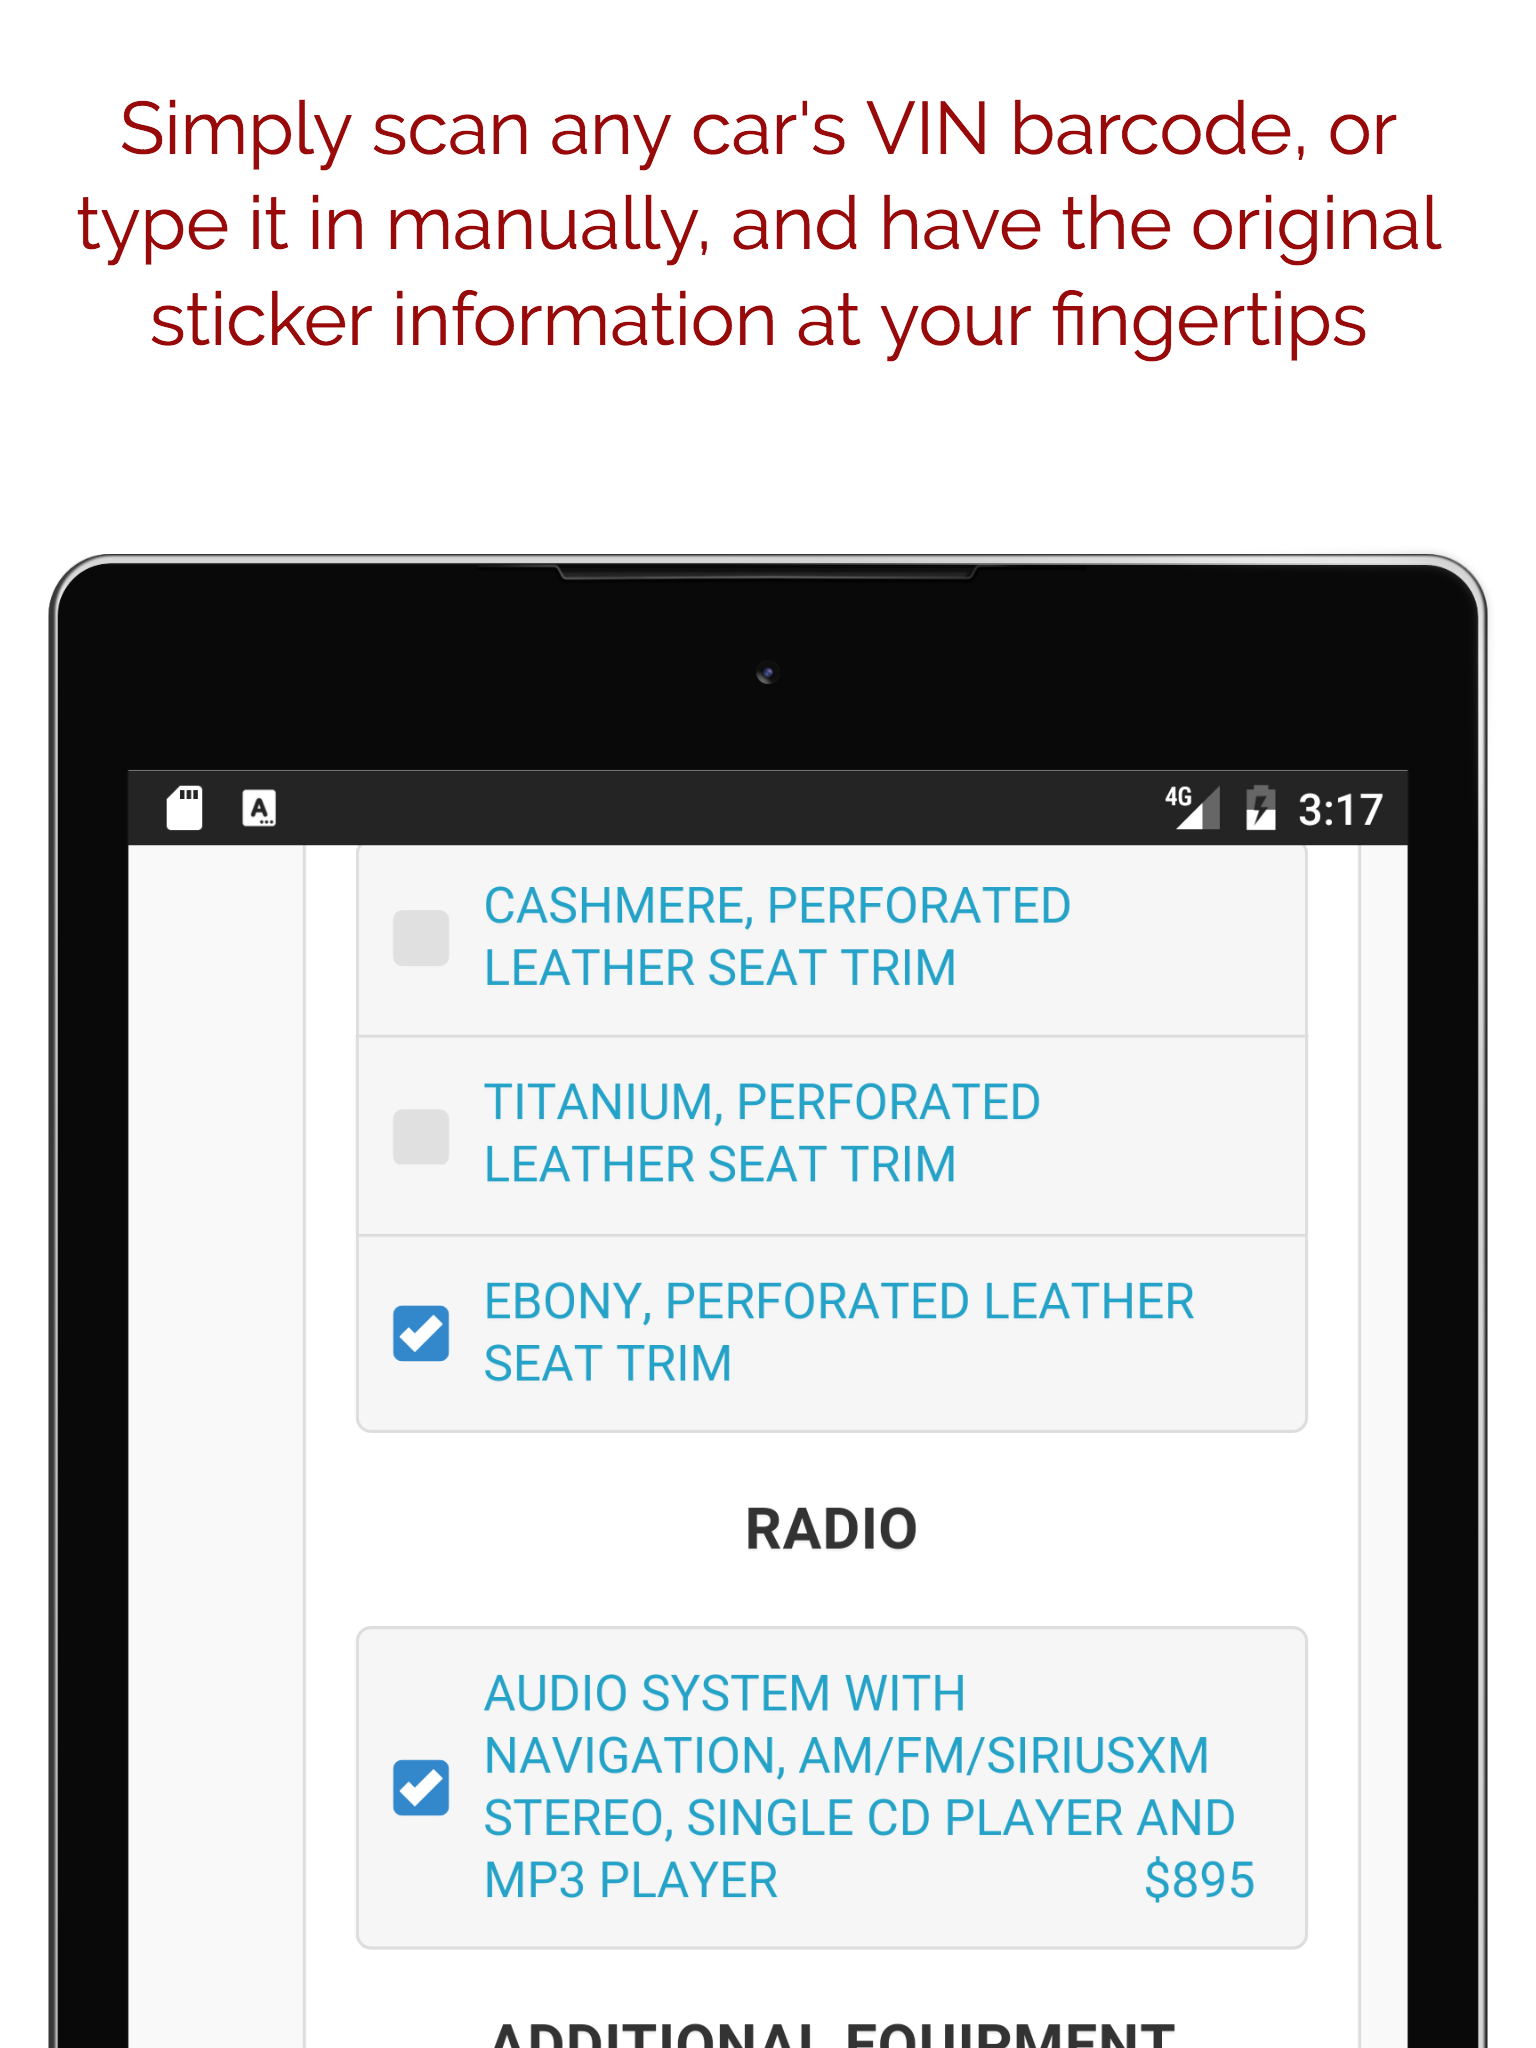 Simply scan any car's VIN barcode, or
type it in manually, and have the original
sticker information at your fingertips
4G 3:17
A
CASHMERE, PERFORATED
LEATHER SEAT TRIM
TITANIUM, PERFORATED
LEATHER SEAT TRIM
EBONY, PERFORATED LEATHER
SEAT TRIM
RADIO
AUDIO SYSTEM WITH
NAVIGATION, AM/FM/SIRIUSXM
STEREO, SINGLE CD PLAYER AND
MP3 PLAYER $895
ADDITIONAL EQUIPMENT